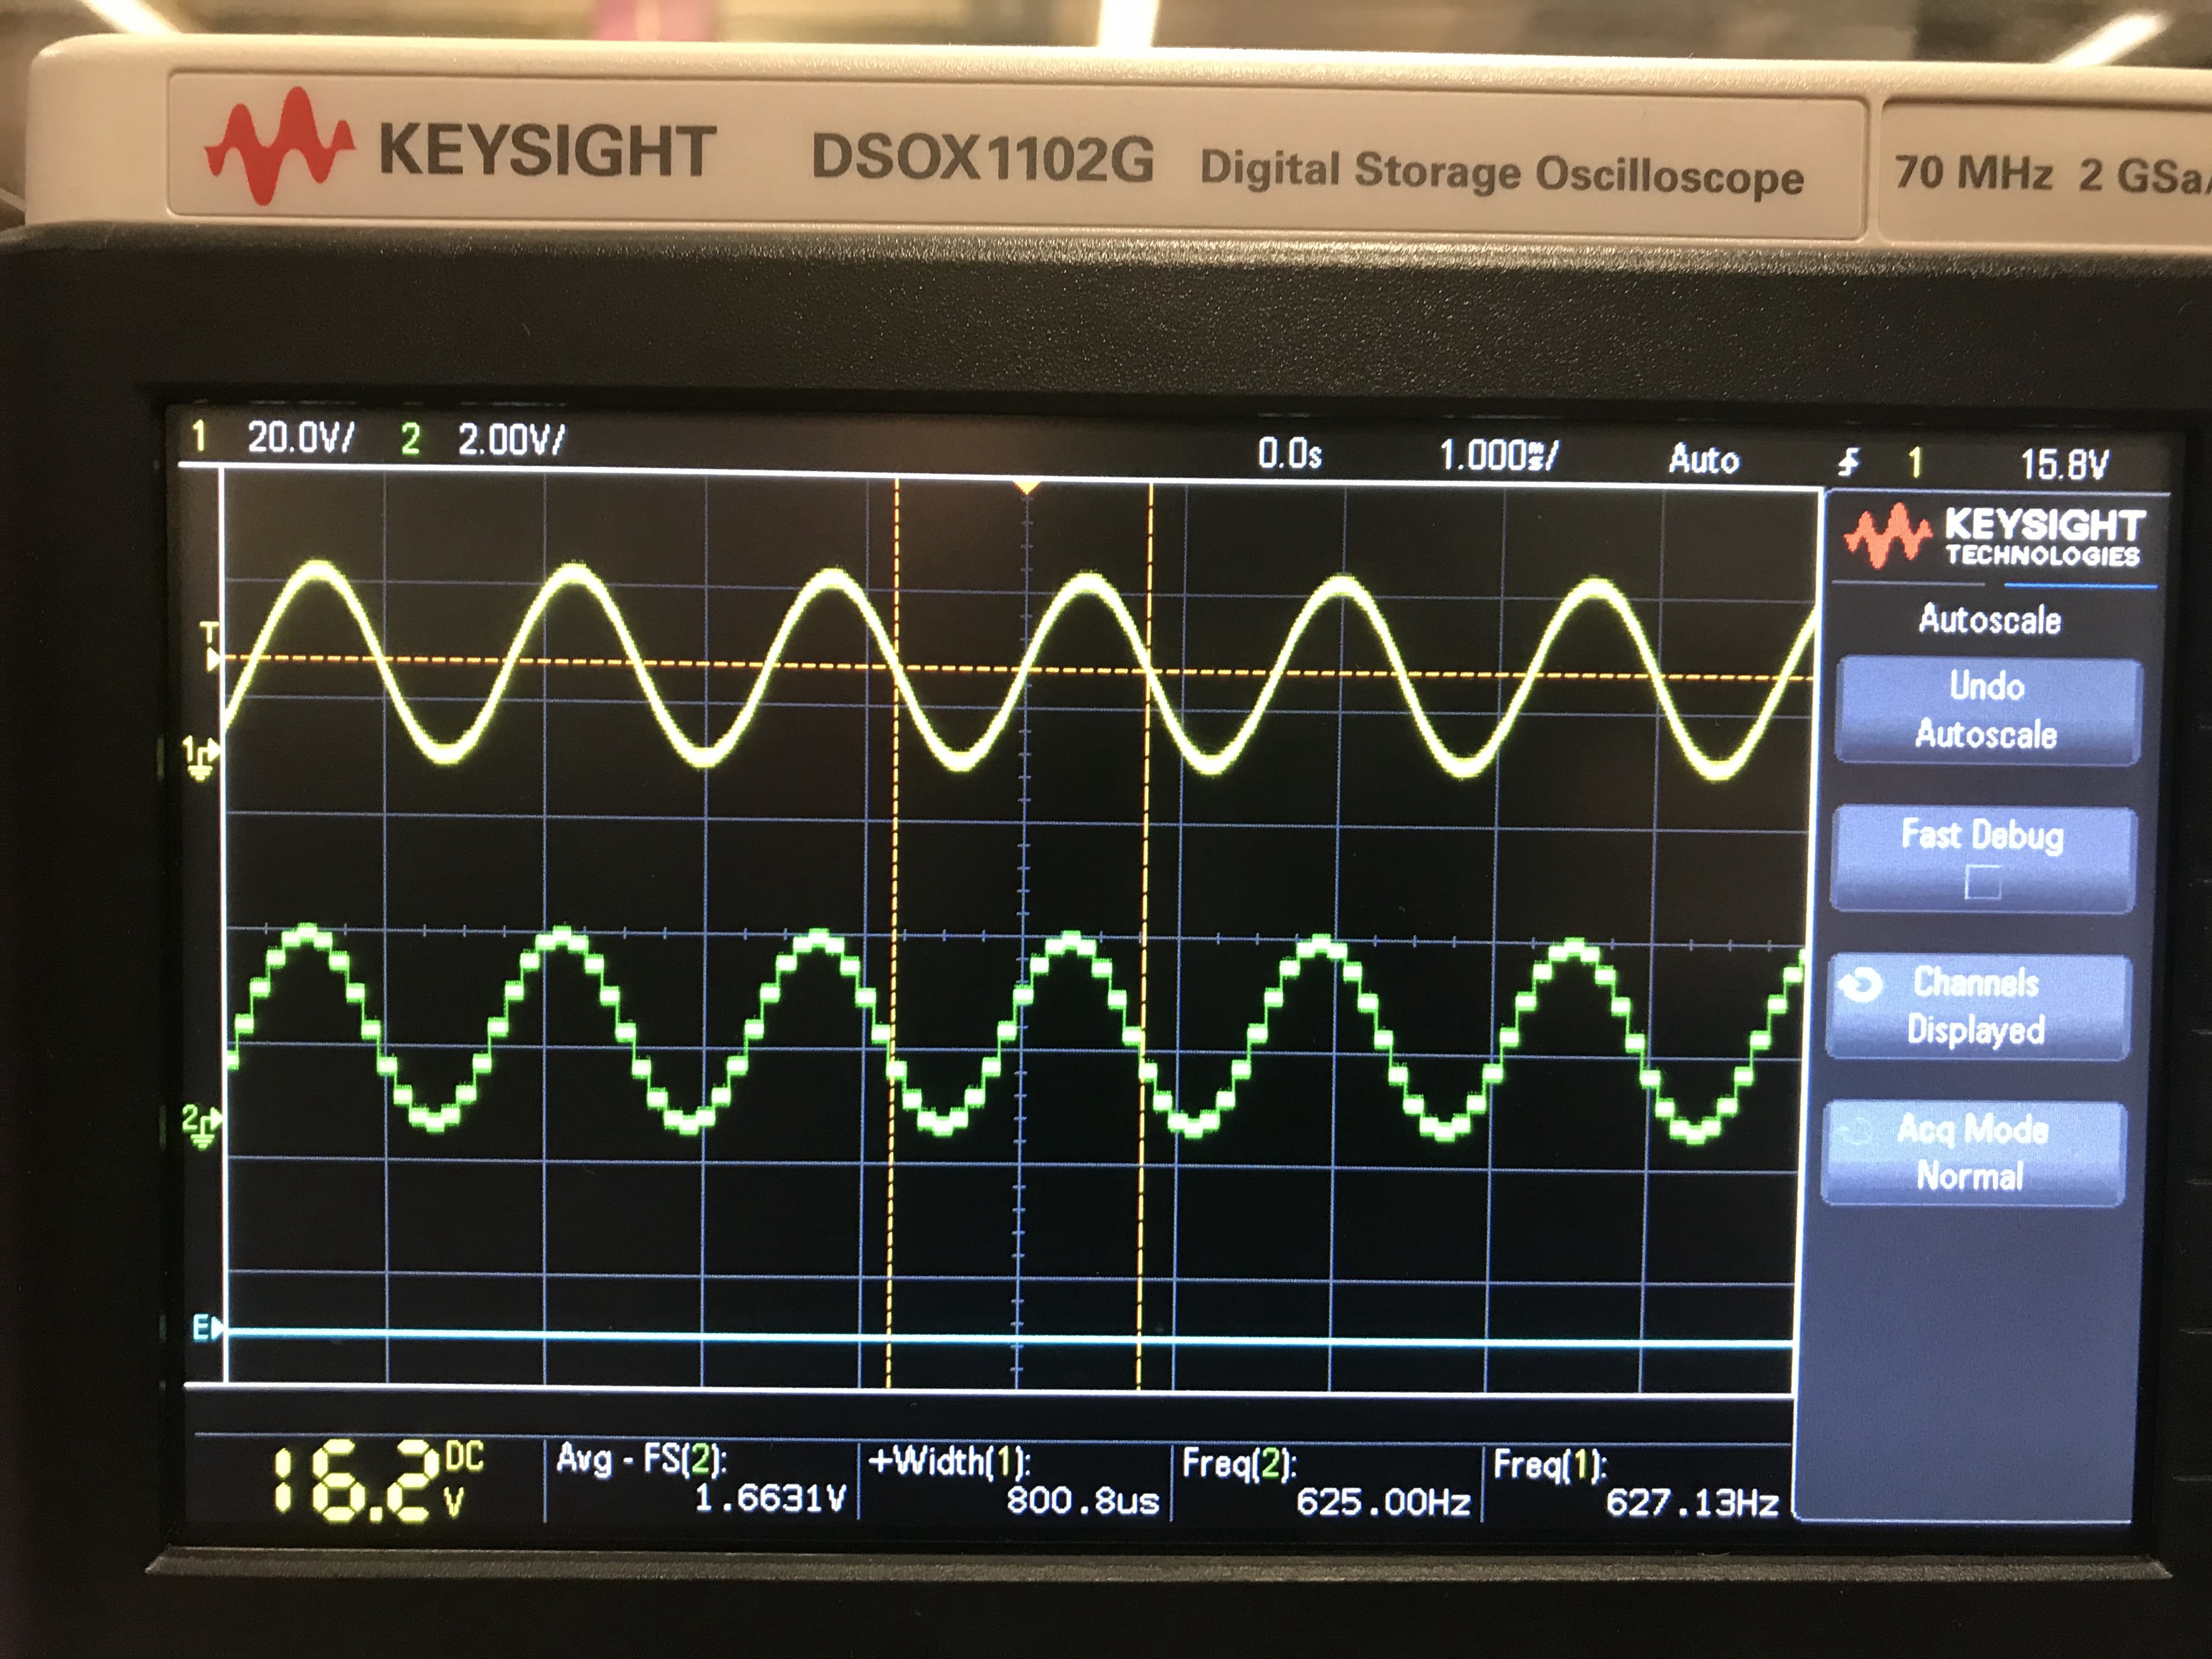 KEYSIGHT DSOX1102G Digital Storage Oscilloscope 70 MHz 2 GSa/
1 20.0V/ 2 2.00V/ 0.0s 1.000ms/ Auto 1 15.8V
KEYSIGHT
TECHNOLOGIES
Autoscale
T
Undo
Autoscale
1
Fast Debug
Channels
Displayed
2
Acq Mode
Normal
E
16.2 DC V
Avg - FS(2):
1.6631V
+Width(1):
800.8us
Freq(2):
625.00Hz
Freq(1):
627.13Hz